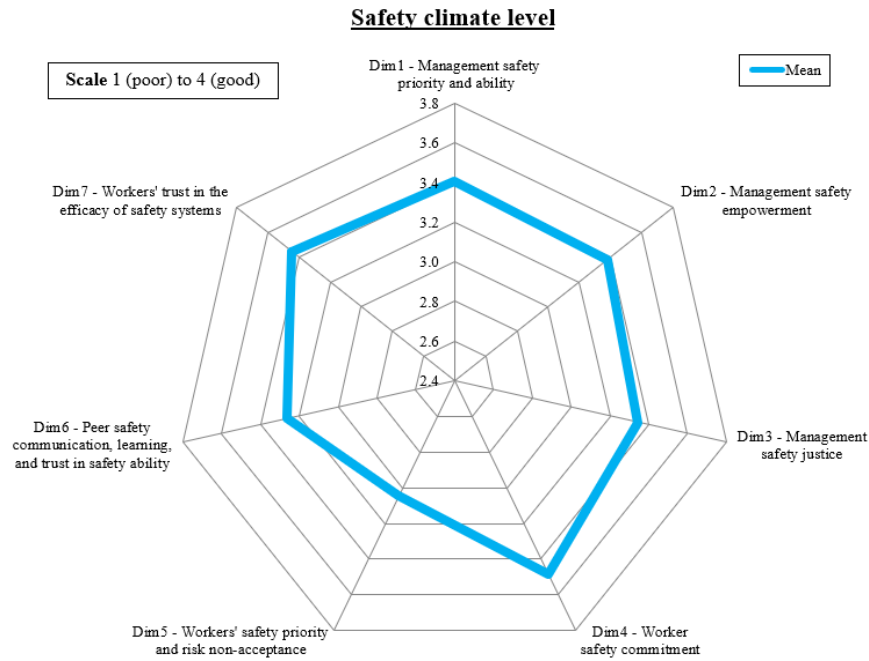 Safety climate level
Scale 1 (poor) to 4 (good)
Mean
Dim1 - Management safety
priority and ability
3.8
3.6
3.4
3.2
3.0
2.8
2.6
2.4
Dim2 - Management safety
empowerment
Dim3 - Management
safety justice
Dim4 - Worker
safety commitment
Dim5 - Workers' safety priority
and risk non-acceptance
Dim6 - Peer safety
communication, learning,
and trust in safety ability
Dim7 - Workers' trust in the
efficacy of safety systems